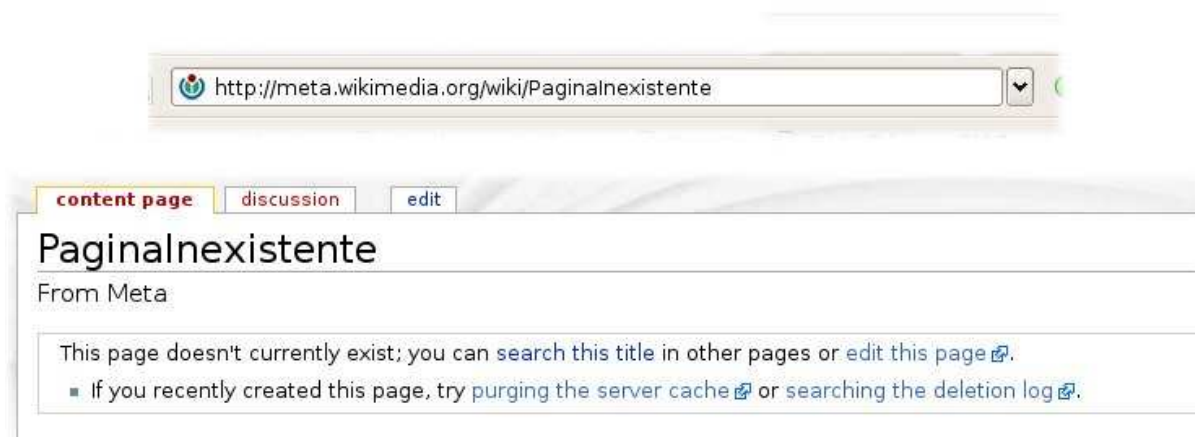 http://meta.wikimedia.org/wiki/PaginaInexistente
content page discussion edit
PaginaInexistente
From Meta
This page doesn't currently exist; you can search this title in other pages or edit this page.
If you recently created this page, try purging the server cache or searching the deletion log.